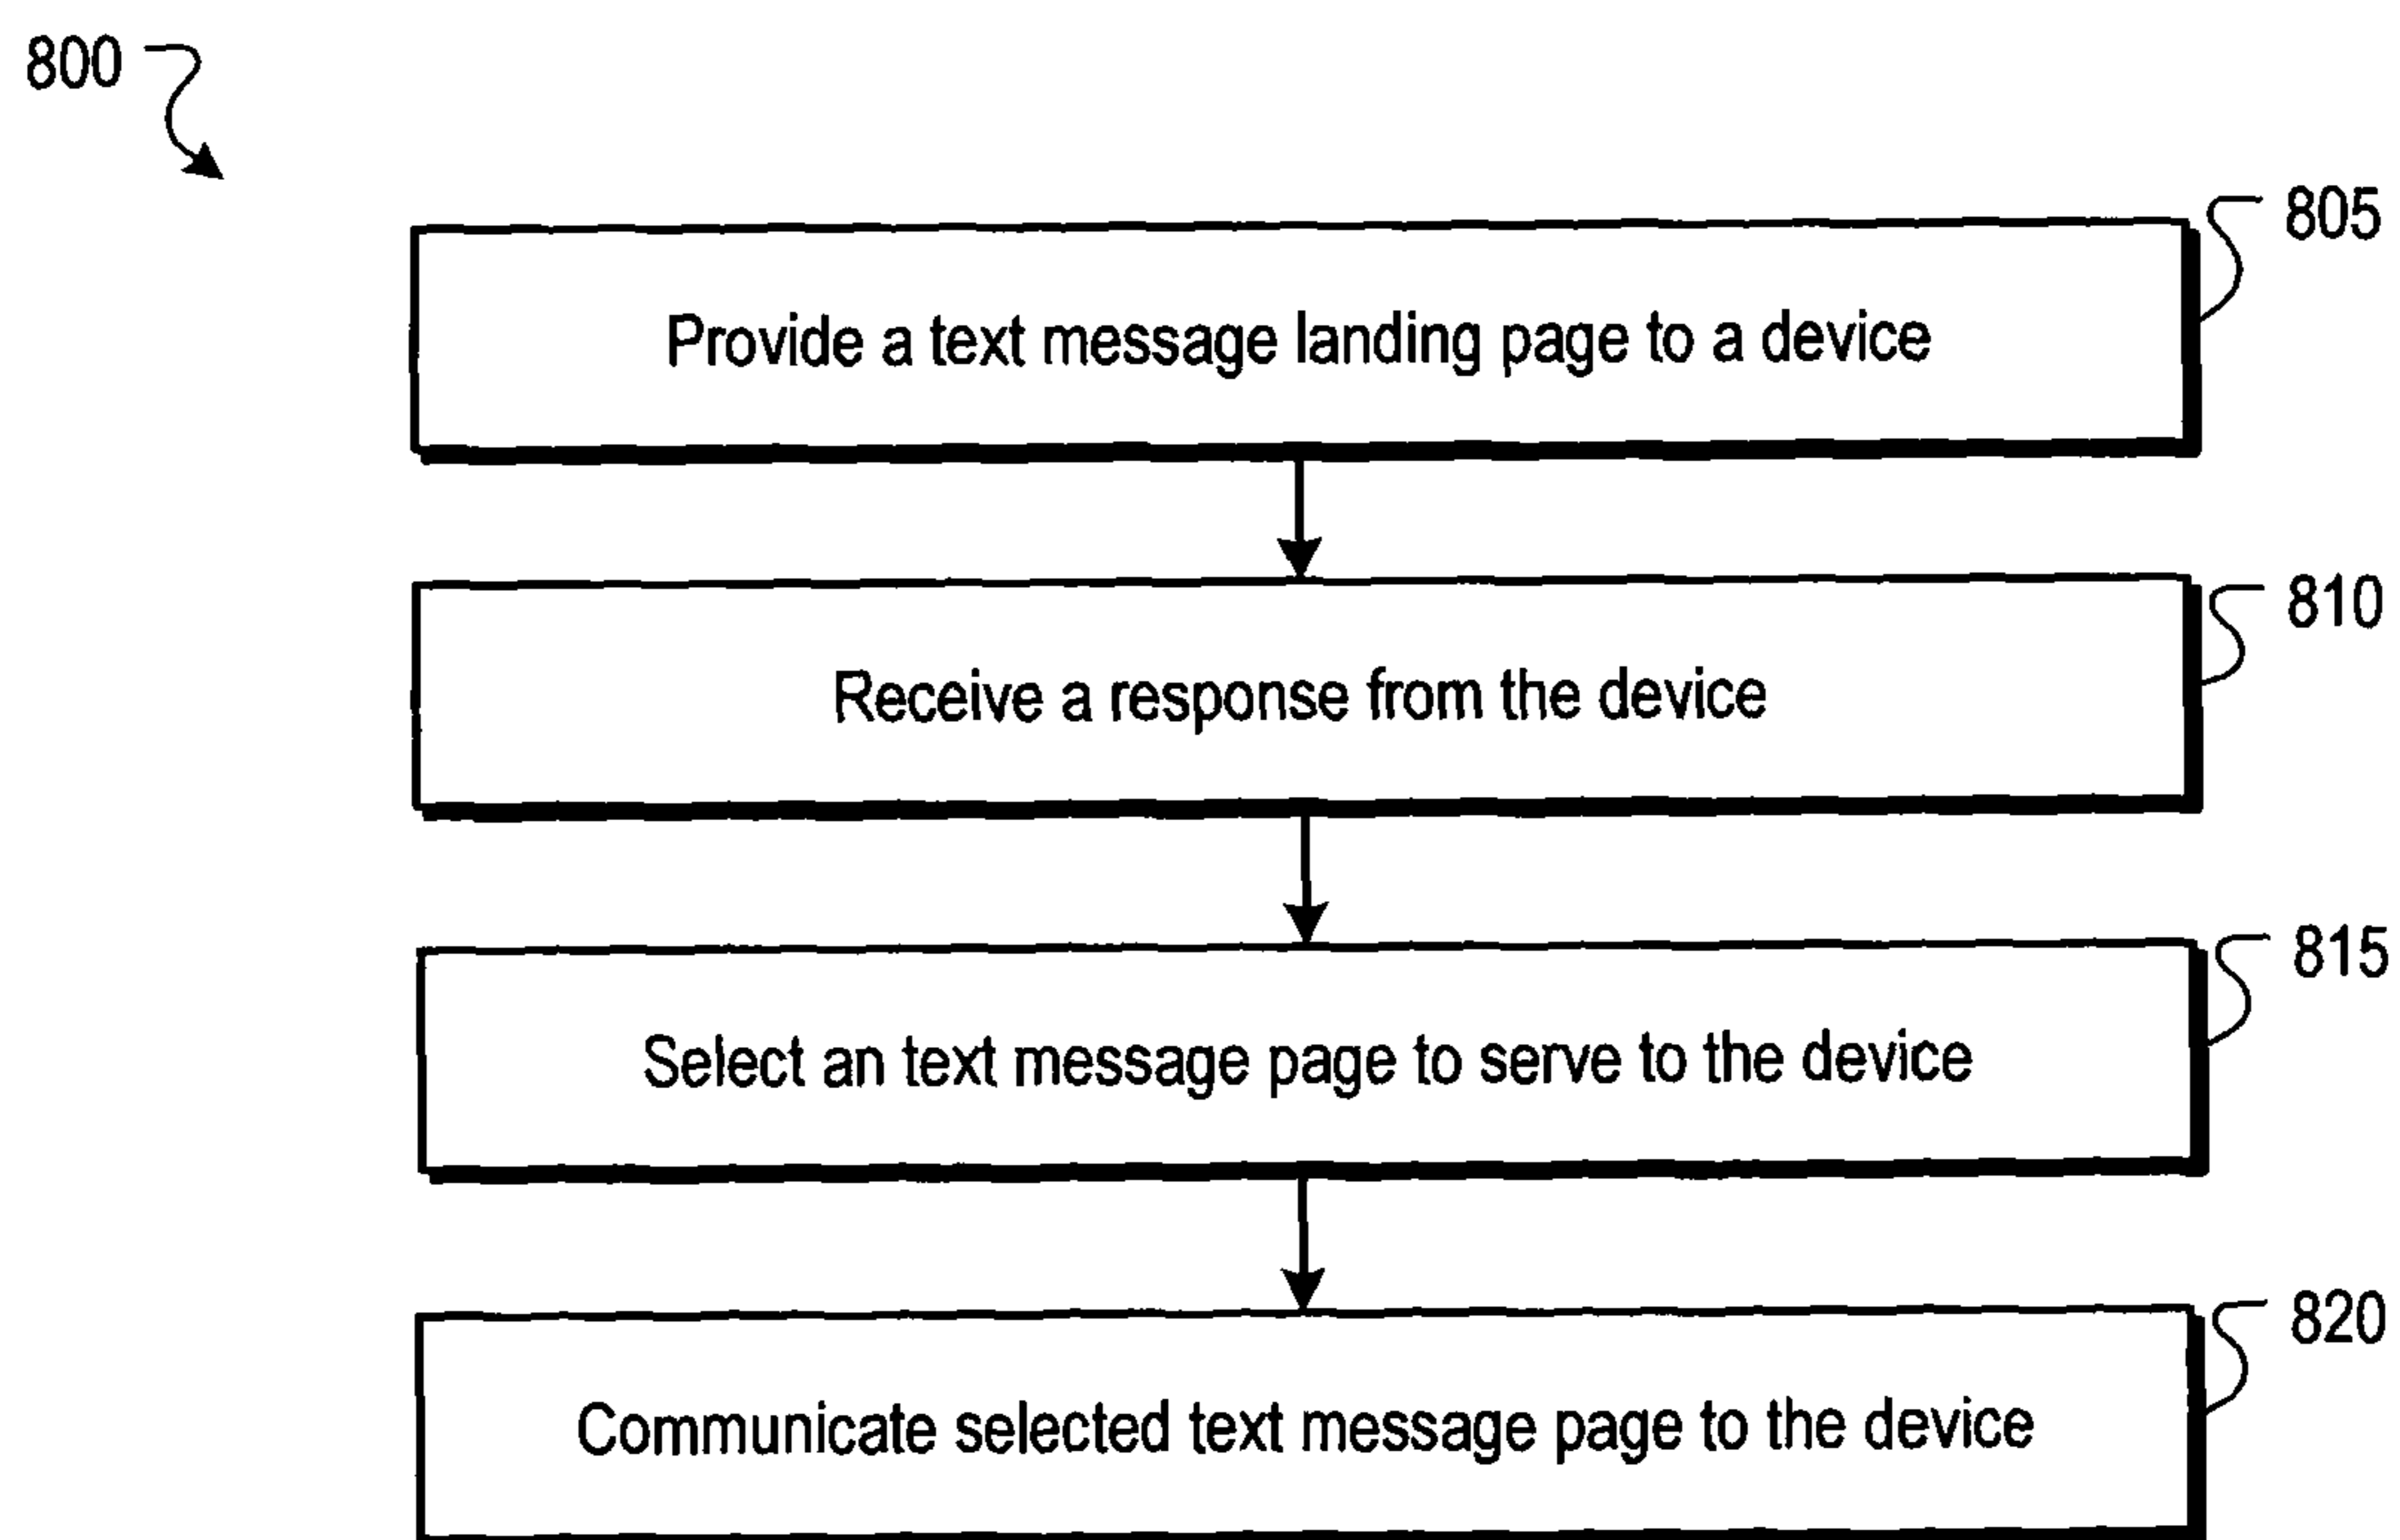 800
805
Provide a text message landing page to a device
810
Receive a response from the device
815
Select an text message page to serve to the device
820
Communicate selected text message page to the device